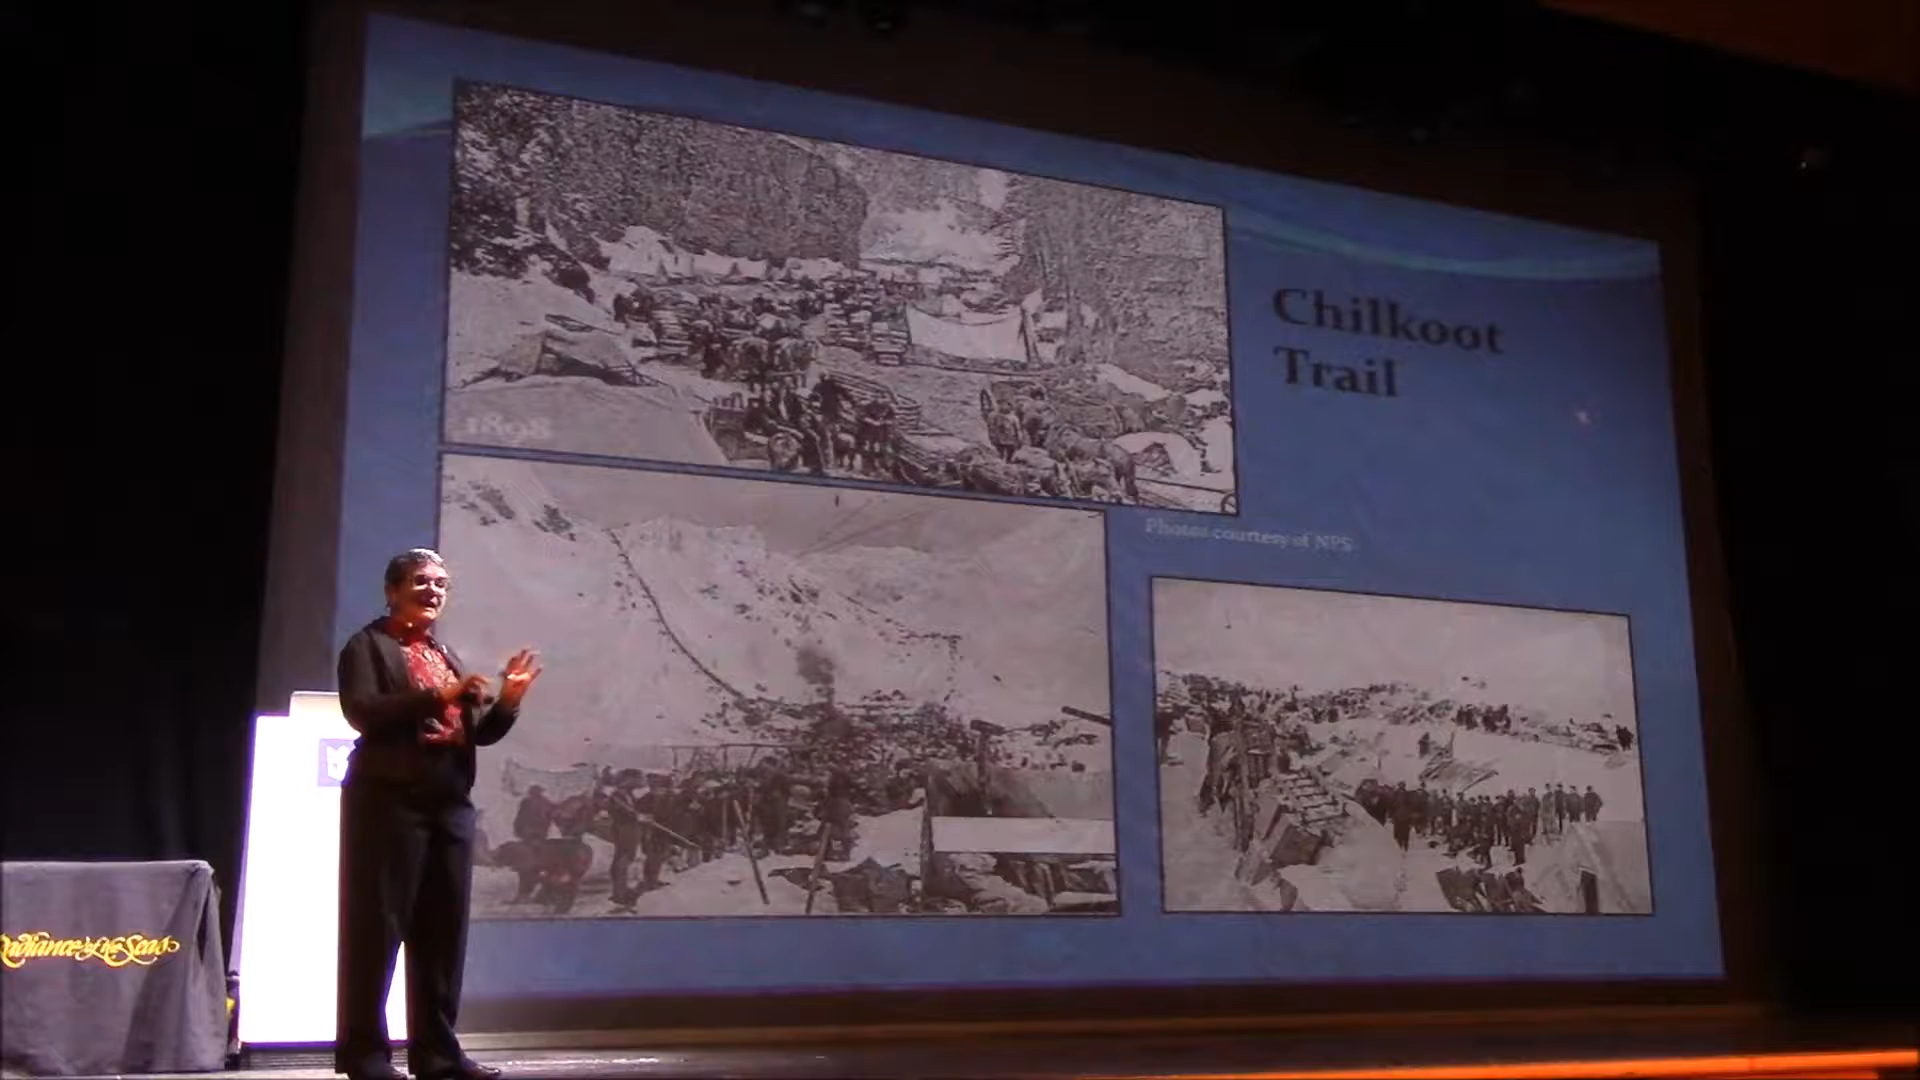 Chilkoot
Trail
1898
Photos courtesy of NPS
Radiance of the Seas